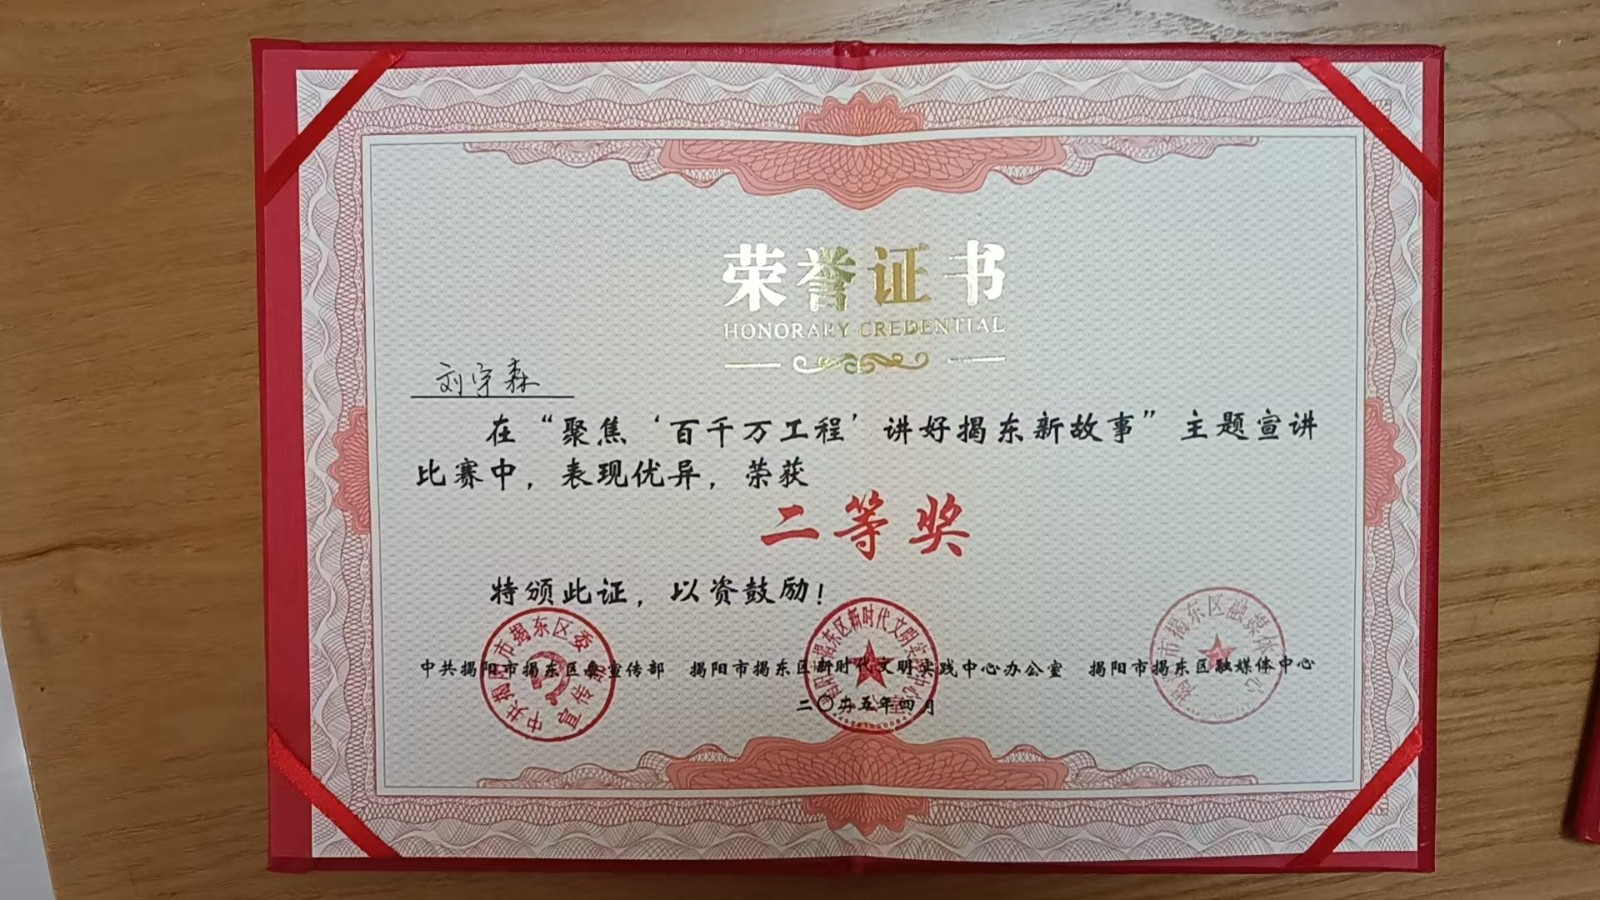 荣誉证书
HONORARY CREDENTIAL
刘宇森
在“聚焦‘百千万工程’讲好揭东新故事”主题宣讲
比赛中，表现优异，荣获
二等奖
特颁此证，以资鼓励！
中共揭阳市揭东区委宣传部 揭阳市揭东区新时代文明实践中心办公室 揭阳市揭东区融媒体中心
二〇二五年四月